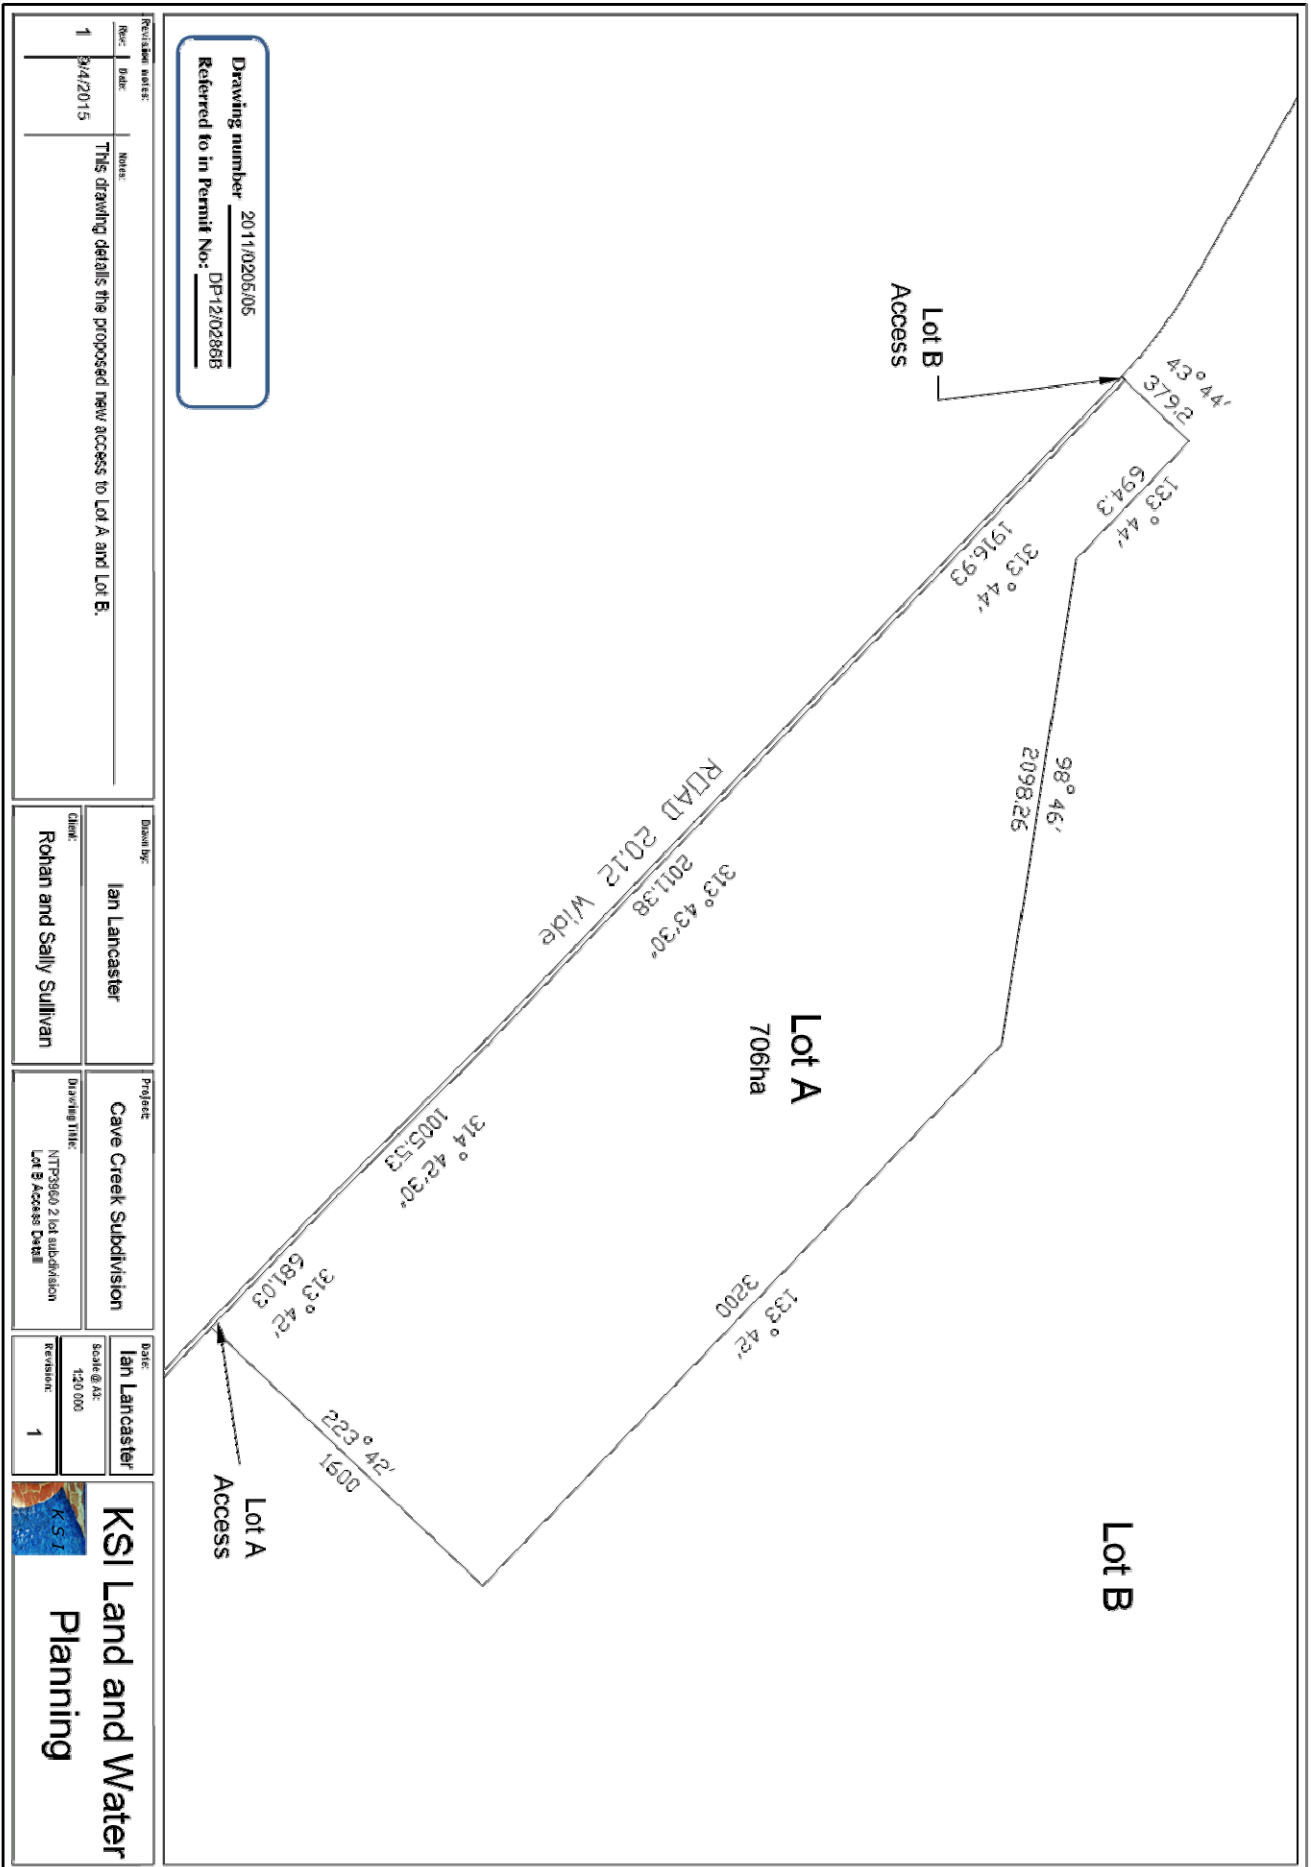 43° 44'
379.2
133° 44'
694.3
Lot B
Access
313° 44'
1916.93
98° 46'
2098.26
ROAD 20.12 Wide
313° 43'30"
2011.38
Lot A
706ha
Lot B
314° 42'30"
1005.53
133° 42'
3200
313° 42'
681.03
223° 42'
1600
Lot A
Access
Drawing number 2011/0205/05
Referred to in Permit No: DP12/0286B
Revision notes:
Rev: Date: Notes:
1 9/4/2015 This drawing details the proposed new access to Lot A and Lot B.
Drawn by:
Ian Lancaster
Client:
Rohan and Sally Sullivan
Project:
Cave Creek Subdivision
Drawing Title:
NTP3960 2 lot subdivision
Lot B Access Detail
Date:
Ian Lancaster
Scale @ A3:
1:20 000
Revision:
1
KSI
KSI Land and Water
Planning